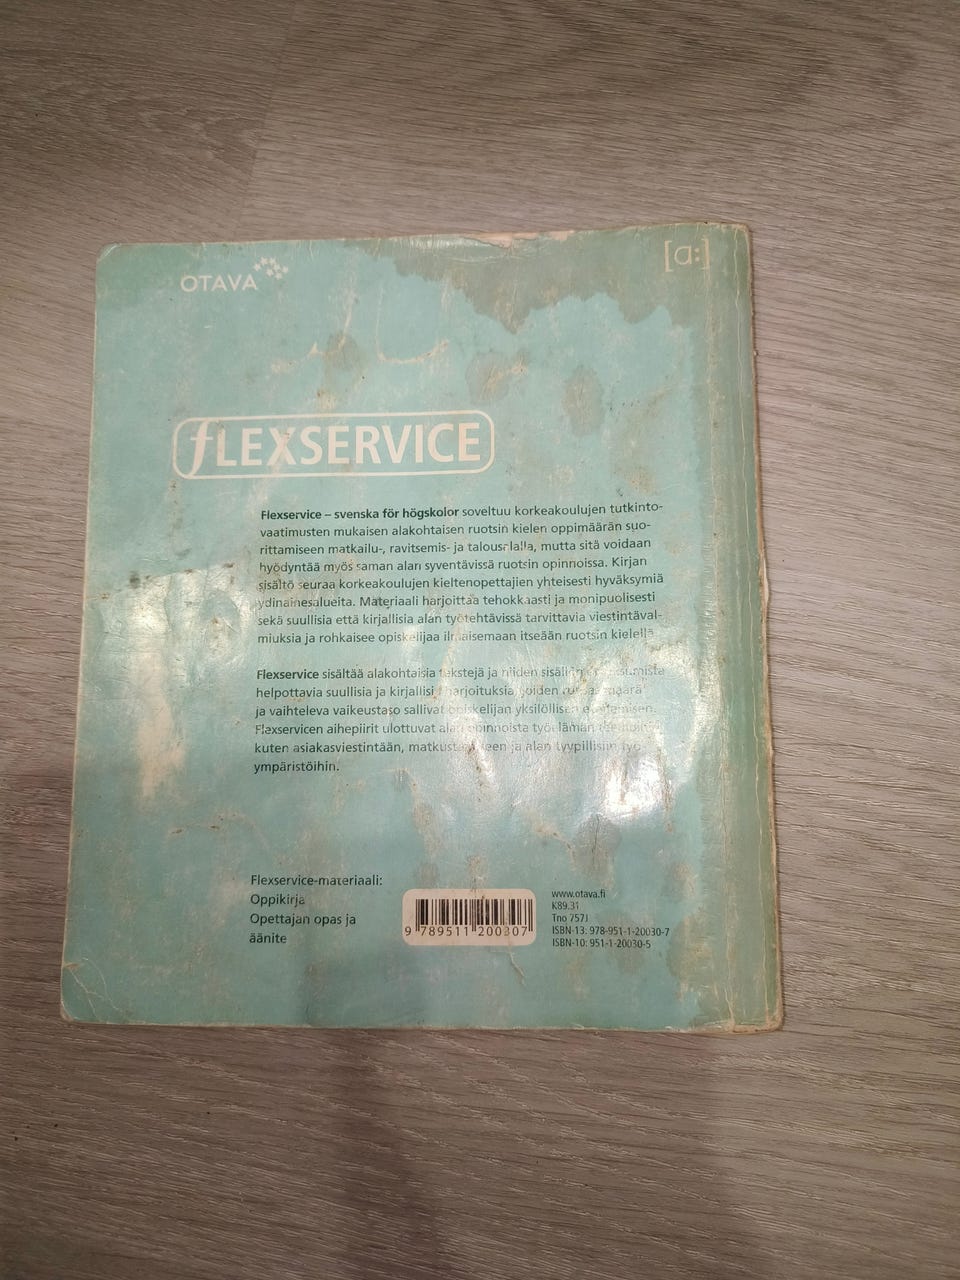 OTAVA
[a:]
fLEXSERVICE
Flexservice – svenska för högskolor soveltuu korkeakoulujen tutkinto-
vaatimusten mukaisen alakohtaisen ruotsin kielen oppimäärän suo-
rittamiseen matkailu-, ravitsemis- ja talousalalla, mutta sitä voidaan
hyödyntää myös saman alan syventävissä ruotsin opinnoissa. Kirjan
sisältö seuraa korkeakoulujen kieltenopettajien yhteisesti hyväksymiä
ydinainesalueita. Materiaali harjoittaa tehokkaasti ja monipuolisesti
sekä suullisia että kirjallisia alan työtehtävissä tarvittavia viestintäval-
miuksia ja rohkaisee opiskelijaa ilmaisemaan itseään ruotsin kielellä.
Flexservice sisältää alakohtaisia tekstejä ja niiden sisällön
helpottavia suullisia ja kirjallisia harjoituksia, joiden runsas määrä
ja vaihteleva vaikeustaso sallivat opiskelijan yksilöllisen etenemisen.
Flexservicen aihepiirit ulottuvat alan opinnoista työelämän
kuten asiakasviestintään, matkustamiseen ja alan tyypillisiin työ-
ympäristöihin.
Flexservice-materiaali:
Oppikirja
Opettajan opas ja
äänite
9 789511 200307
www.otava.fi
K89.31
Tno 757J
ISBN-13: 978-951-1-20030-7
ISBN-10: 951-1-20030-5